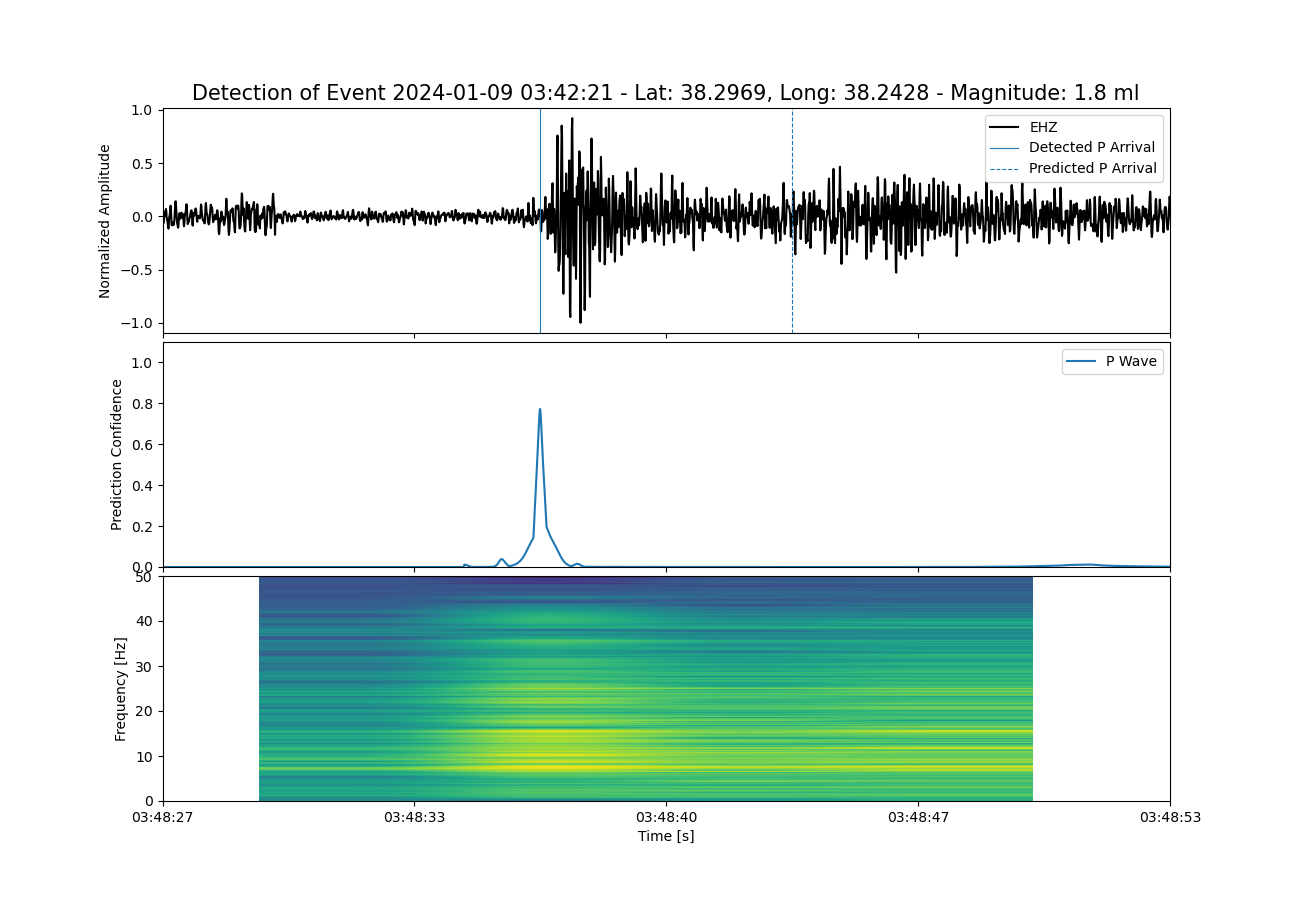 Detection of Event 2024-01-09 03:42:21 - Lat: 38.2969, Long: 38.2428 - Magnitude: 1.8 ml
Normalized Amplitude
1.0
0.5
0.0
−0.5
−1.0
EHZ
Detected P Arrival
Predicted P Arrival
Prediction Confidence
1.0
0.8
0.6
0.4
0.2
0.0
P Wave
Frequency [Hz]
50
40
30
20
10
0
03:48:27 03:48:33 03:48:40 03:48:47 03:48:53
Time [s]